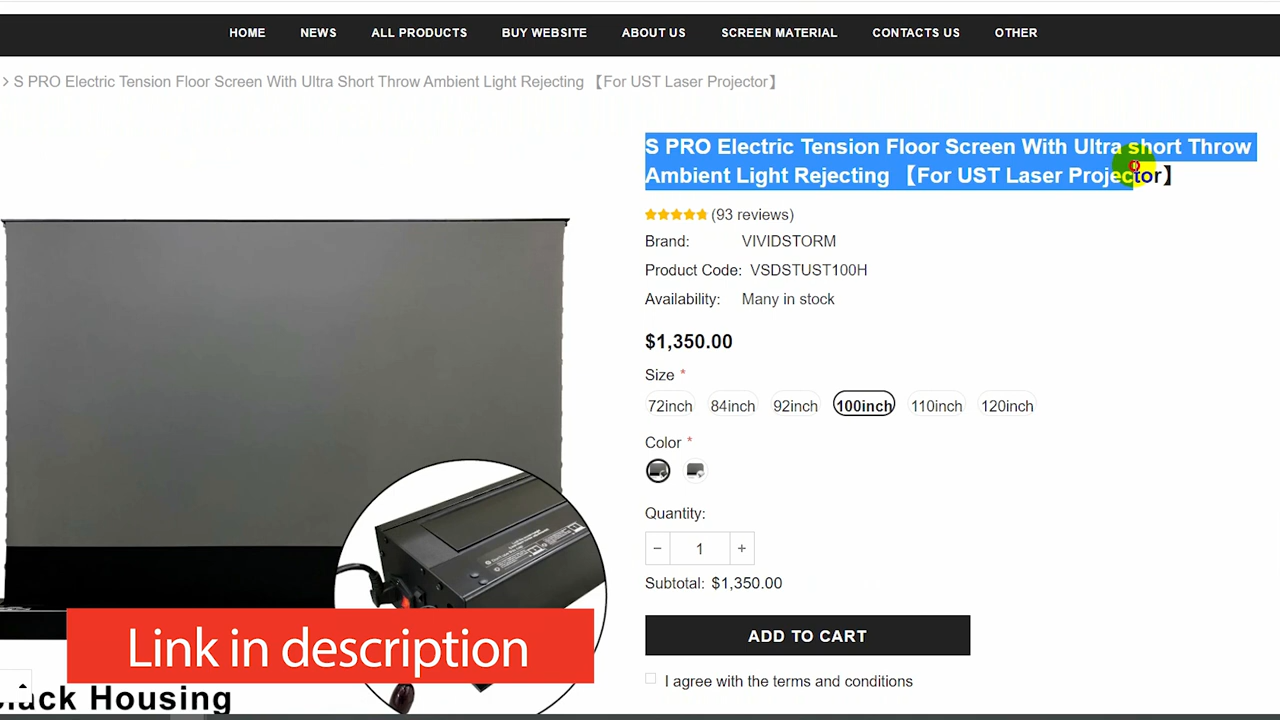 HOME NEWS ALL PRODUCTS BUY WEBSITE ABOUT US SCREEN MATERIAL CONTACTS US OTHER
> S PRO Electric Tension Floor Screen With Ultra Short Throw Ambient Light Rejecting 【For UST Laser Projector】
S PRO Electric Tension Floor Screen With Ultra short Throw
Ambient Light Rejecting 【For UST Laser Projector】
(93 reviews)
Brand: VIVIDSTORM
Product Code: VSDSTUST100H
Availability: Many in stock
$1,350.00
Size *
72inch 84inch 92inch 100inch 110inch 120inch
Color *
Quantity:
− 1 +
Subtotal: $1,350.00
ADD TO CART
I agree with the terms and conditions
Link in description
Housing